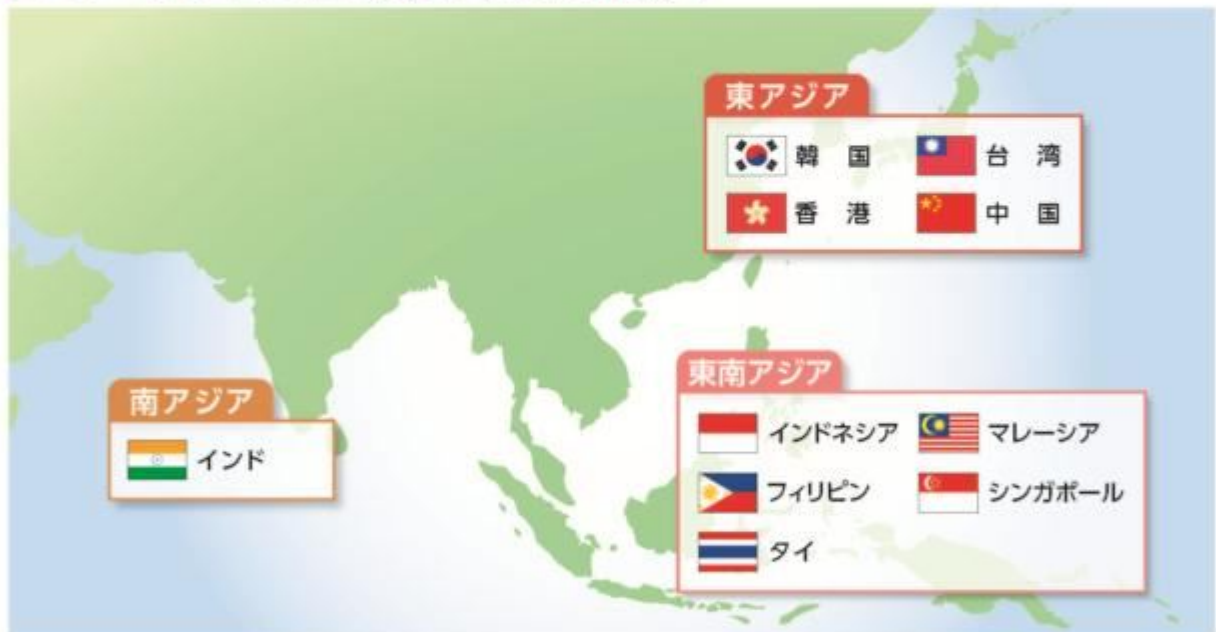 東アジア
韓国 台湾
香港 中国
南アジア
インド
東南アジア
インドネシア マレーシア
フィリピン シンガポール
タイ